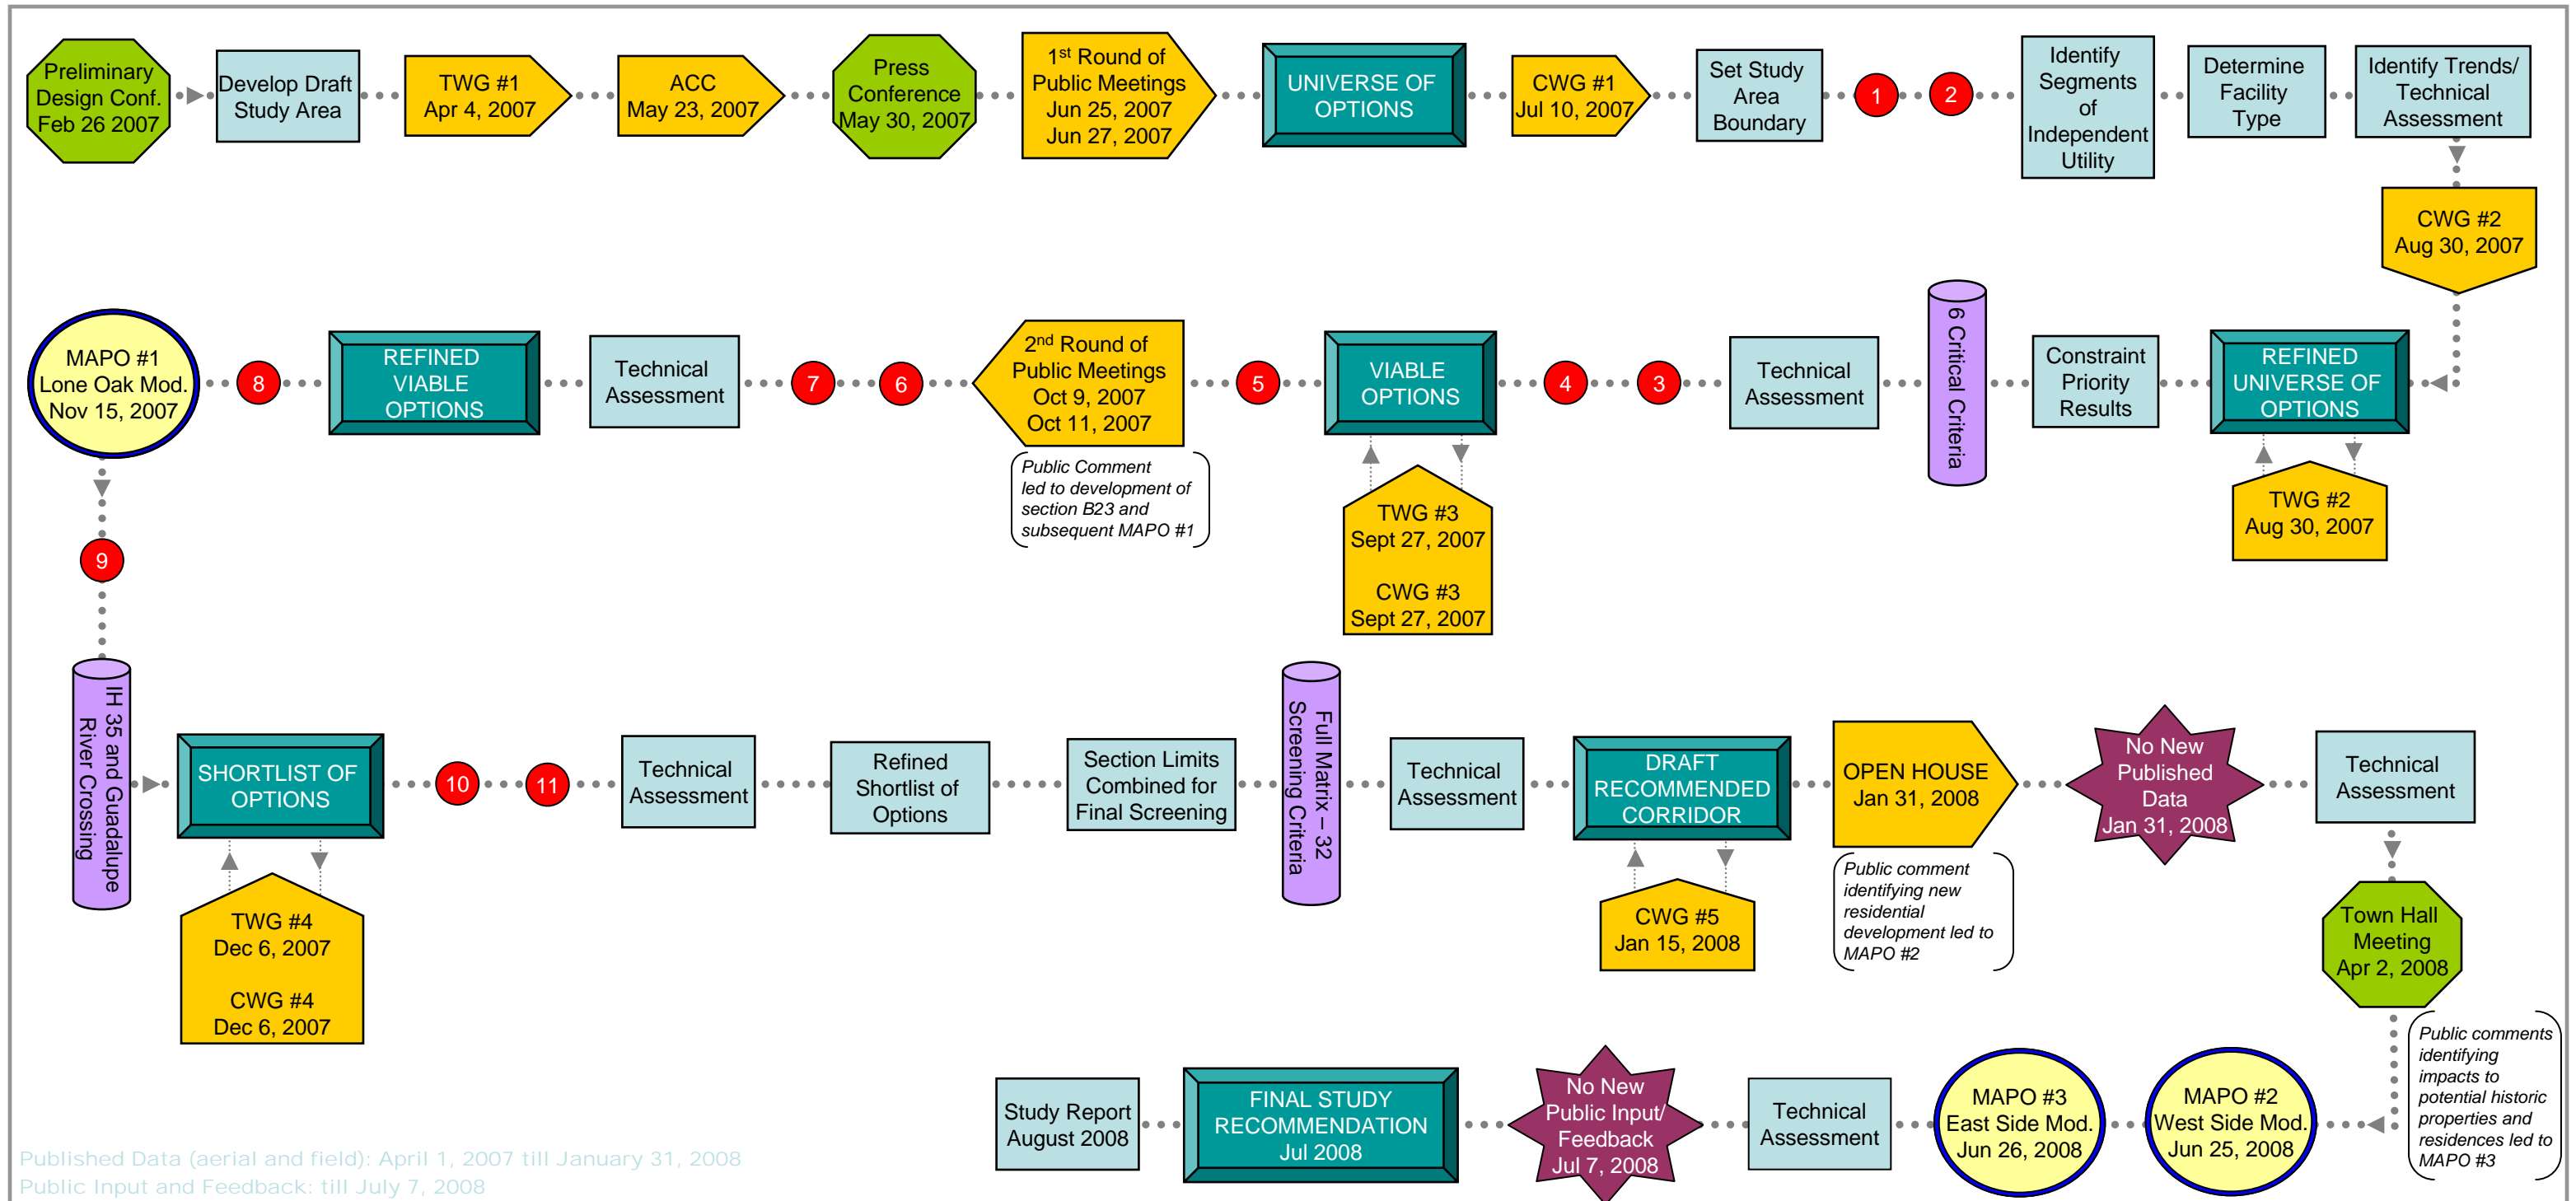 Preliminary
Design Conf.
Feb 26 2007
Develop Draft
Study Area
TWG #1
Apr 4, 2007
ACC
May 23, 2007
Press
Conference
May 30, 2007
1st Round of
Public Meetings
Jun 25, 2007
Jun 27, 2007
UNIVERSE OF
OPTIONS
CWG #1
Jul 10, 2007
Set Study
Area
Boundary
1
2
Identify
Segments
of
Independent
Utility
Determine
Facility
Type
Identify Trends/
Technical
Assessment
CWG #2
Aug 30, 2007
REFINED
UNIVERSE OF
OPTIONS
TWG #2
Aug 30, 2007
Constraint
Priority
Results
6 Critical Criteria
Technical
Assessment
3
4
VIABLE
OPTIONS
TWG #3
Sept 27, 2007
CWG #3
Sept 27, 2007
5
2nd Round of
Public Meetings
Oct 9, 2007
Oct 11, 2007
Public Comment
led to development of
section B23 and
subsequent MAPO #1
6
7
Technical
Assessment
REFINED
VIABLE
OPTIONS
8
MAPO #1
Lone Oak Mod.
Nov 15, 2007
9
IH 35 and Guadalupe
River Crossing
SHORTLIST OF
OPTIONS
TWG #4
Dec 6, 2007
CWG #4
Dec 6, 2007
10
11
Technical
Assessment
Refined
Shortlist of
Options
Section Limits
Combined for
Final Screening
Full Matrix – 32
Screening Criteria
Technical
Assessment
DRAFT
RECOMMENDED
CORRIDOR
CWG #5
Jan 15, 2008
OPEN HOUSE
Jan 31, 2008
Public comment
identifying new
residential
development led to
MAPO #2
No New
Published
Data
Jan 31, 2008
Technical
Assessment
Town Hall
Meeting
Apr 2, 2008
Public comments
identifying
impacts to
potential historic
properties and
residences led to
MAPO #3
MAPO #2
West Side Mod.
Jun 25, 2008
MAPO #3
East Side Mod.
Jun 26, 2008
Technical
Assessment
No New
Public Input/
Feedback
Jul 7, 2008
FINAL STUDY
RECOMMENDATION
Jul 2008
Study Report
August 2008
Published Data (aerial and field): April 1, 2007 till January 31, 2008
Public Input and Feedback: till July 7, 2008